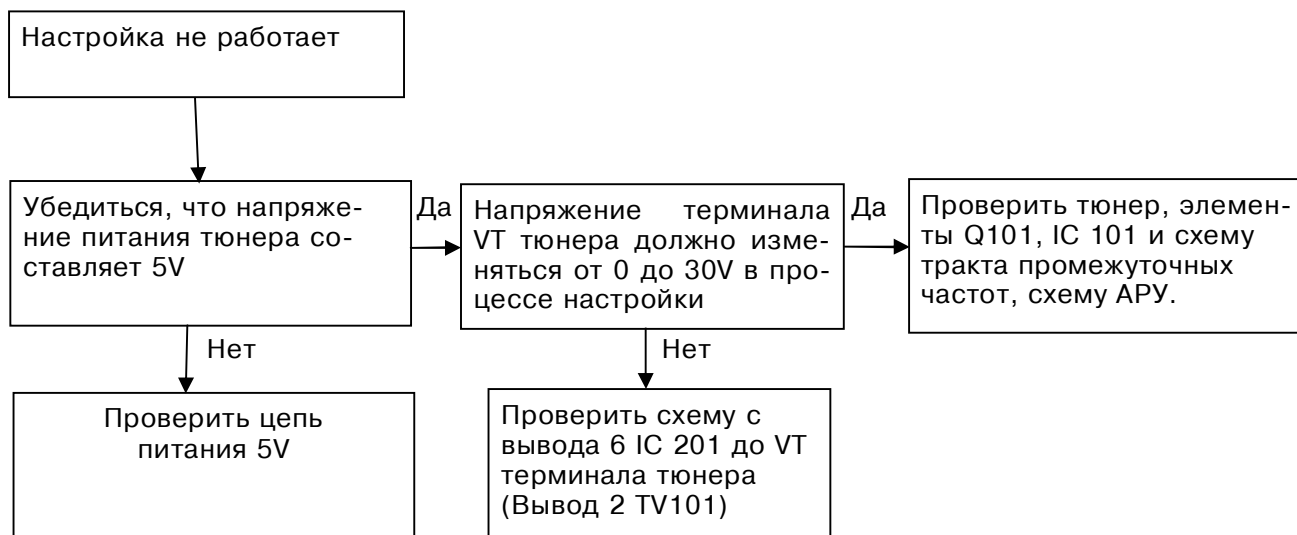 Настройка не работает
Убедиться, что напряже-
ние питания тюнера со-
ставляет 5V
Да
Напряжение терминала
VT тюнера должно изме-
няться от 0 до 30V в про-
цессе настройки
Да
Проверить тюнер, элемен-
ты Q101, IC 101 и схему
тракта промежуточных
частот, схему АРУ.
Нет
Нет
Проверить цепь
питания 5V
Проверить схему с
вывода 6 IC 201 до VT
терминала тюнера
(Вывод 2 TV101)